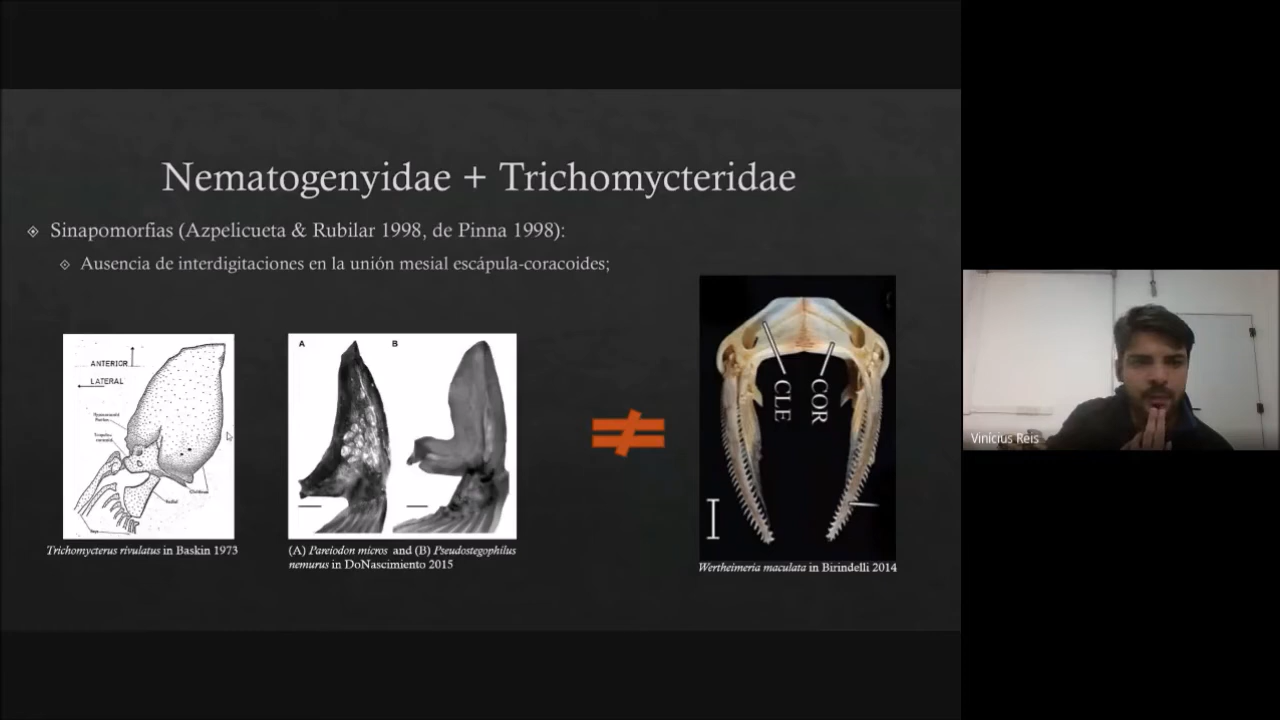 Nematogenyidae + Trichomycteridae
Sinapomorfias (Azpelicueta & Rubilar 1998, de Pinna 1998):
Ausencia de interdigitaciones en la unión mesial escápula-coracoides;
ANTERIOR
LATERAL
Trichomycterus rivulatus in Baskin 1973
A
B
(A) Pareiodon micros and (B) Pseudostegophilus
nemurus in DoNascimiento 2015
≠
CLE
COR
Wertheimeria maculata in Birindelli 2014
Vinícius Reis